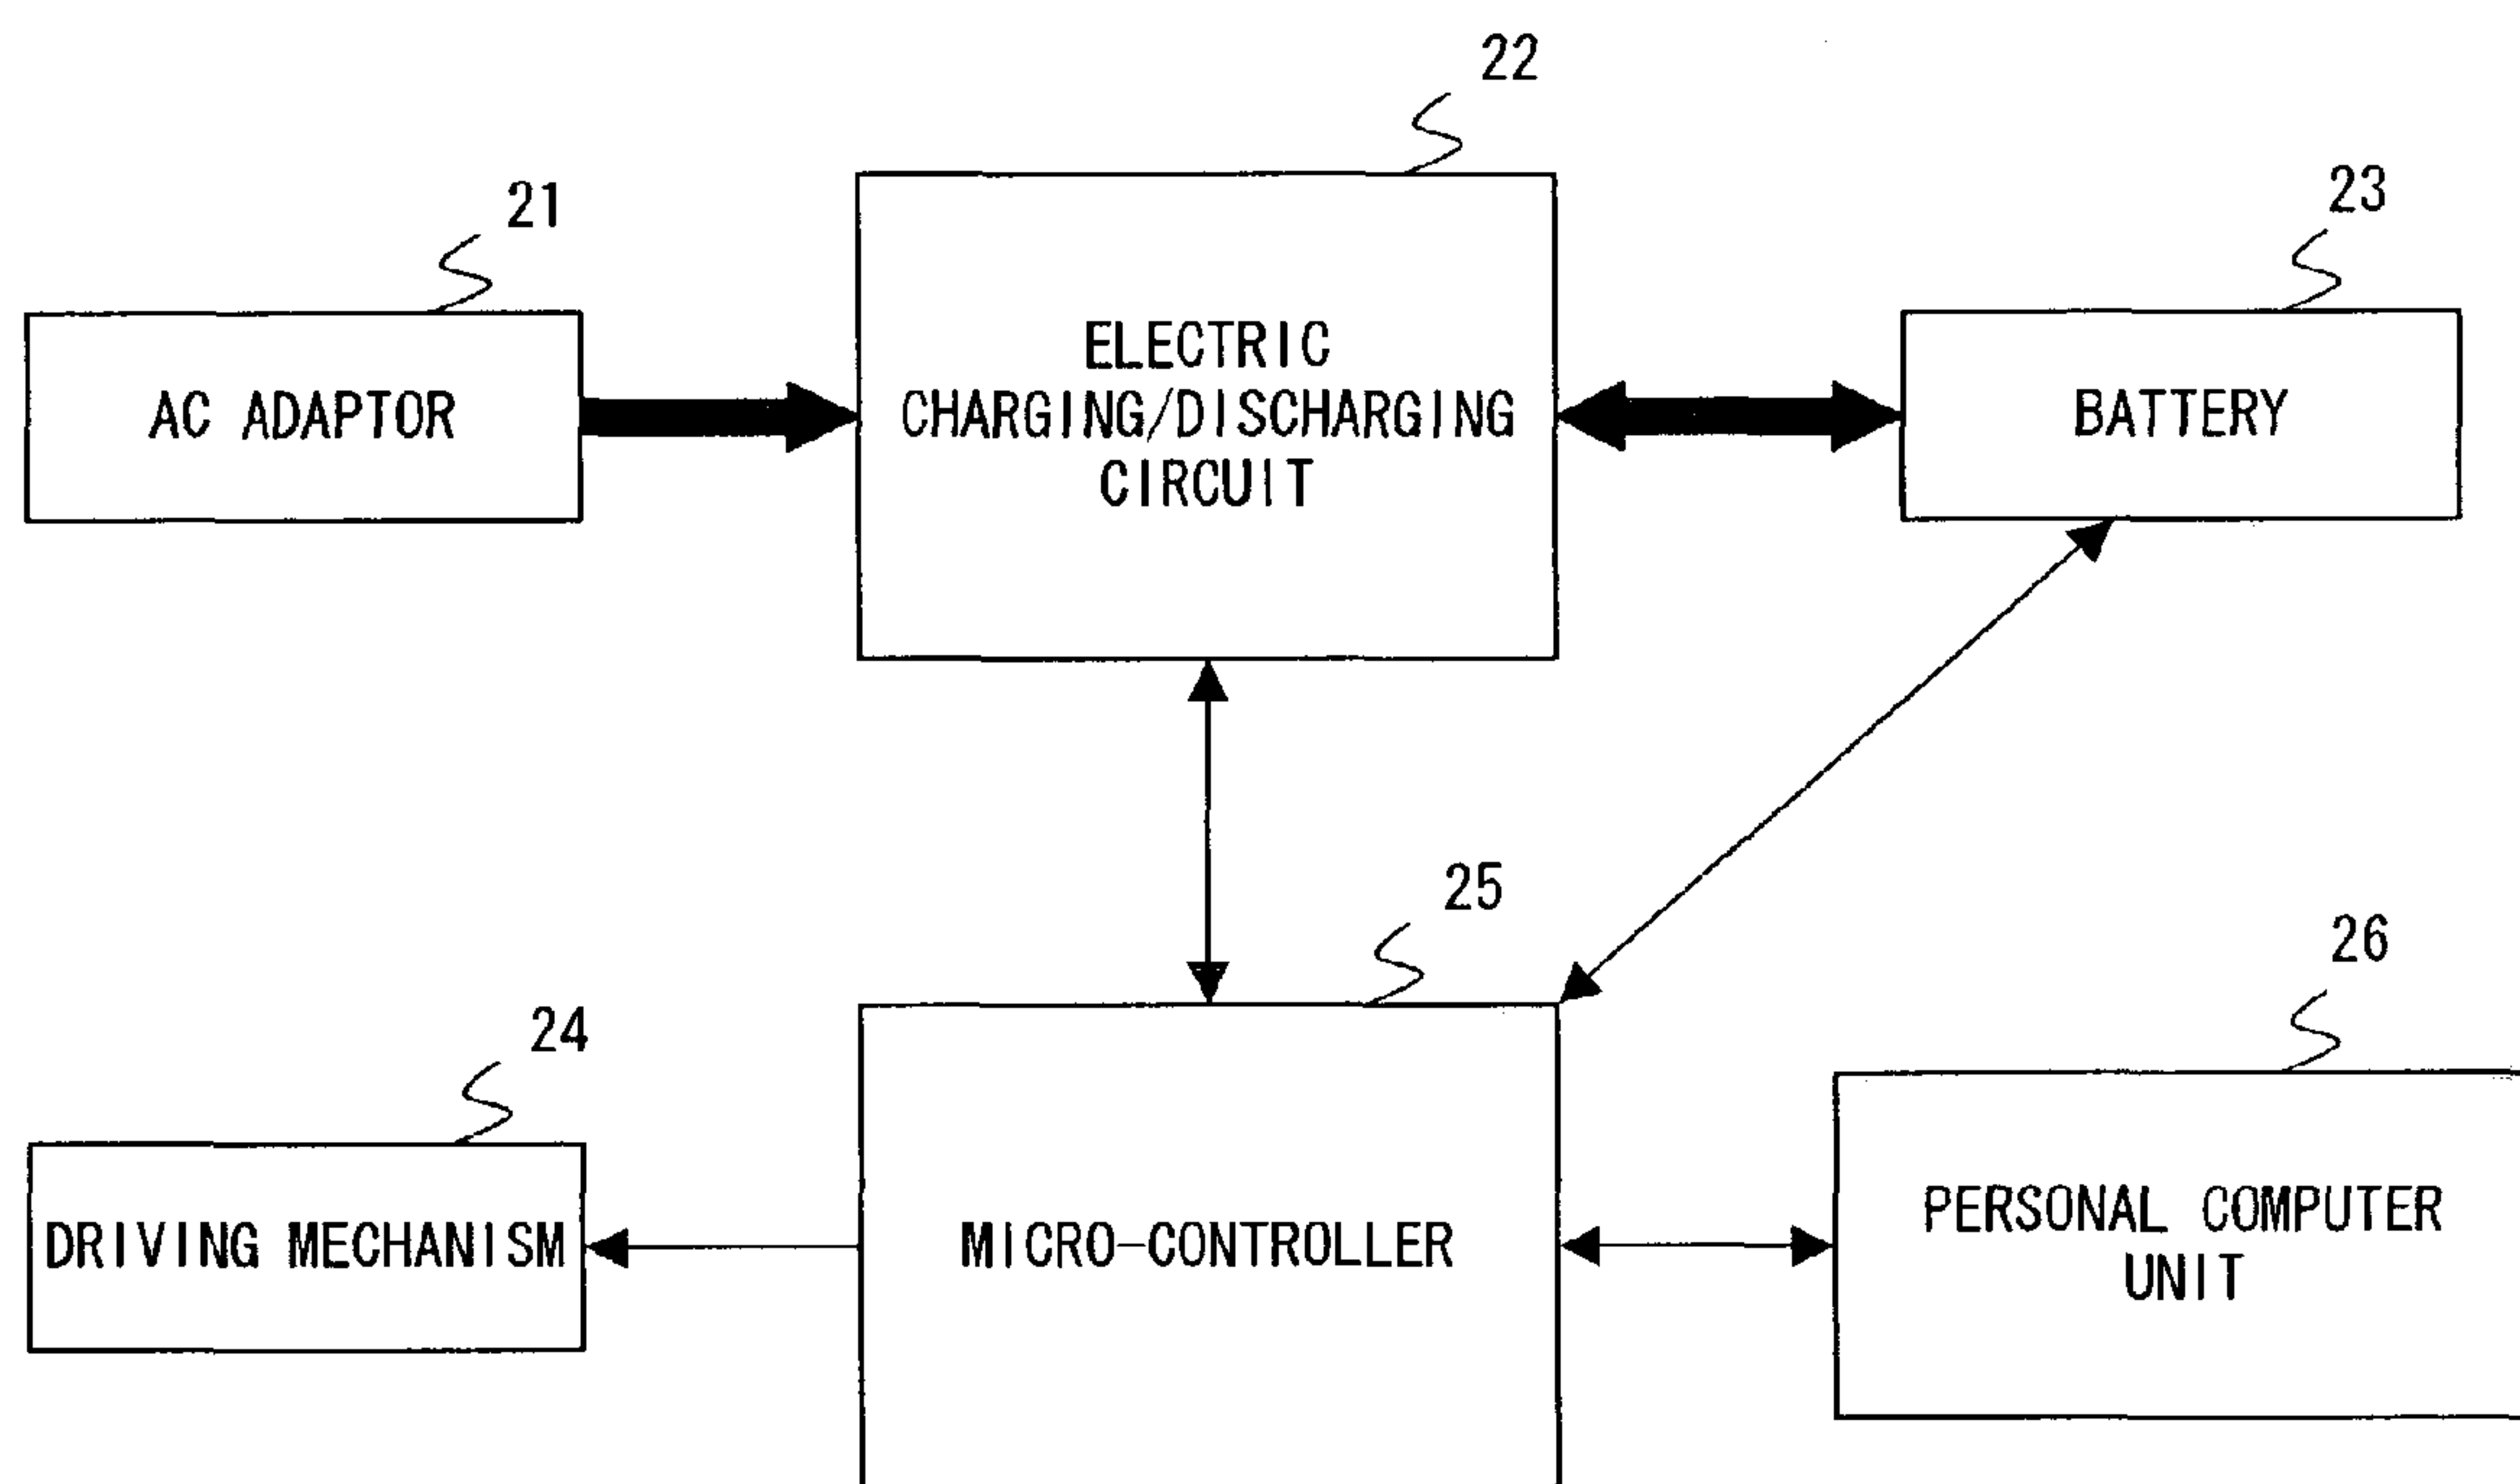 22
21
23
ELECTRIC
CHARGING/DISCHARGING
CIRCUIT
AC ADAPTOR
BATTERY
25
26
24
DRIVING MECHANISM
MICRO-CONTROLLER
PERSONAL COMPUTER
UNIT